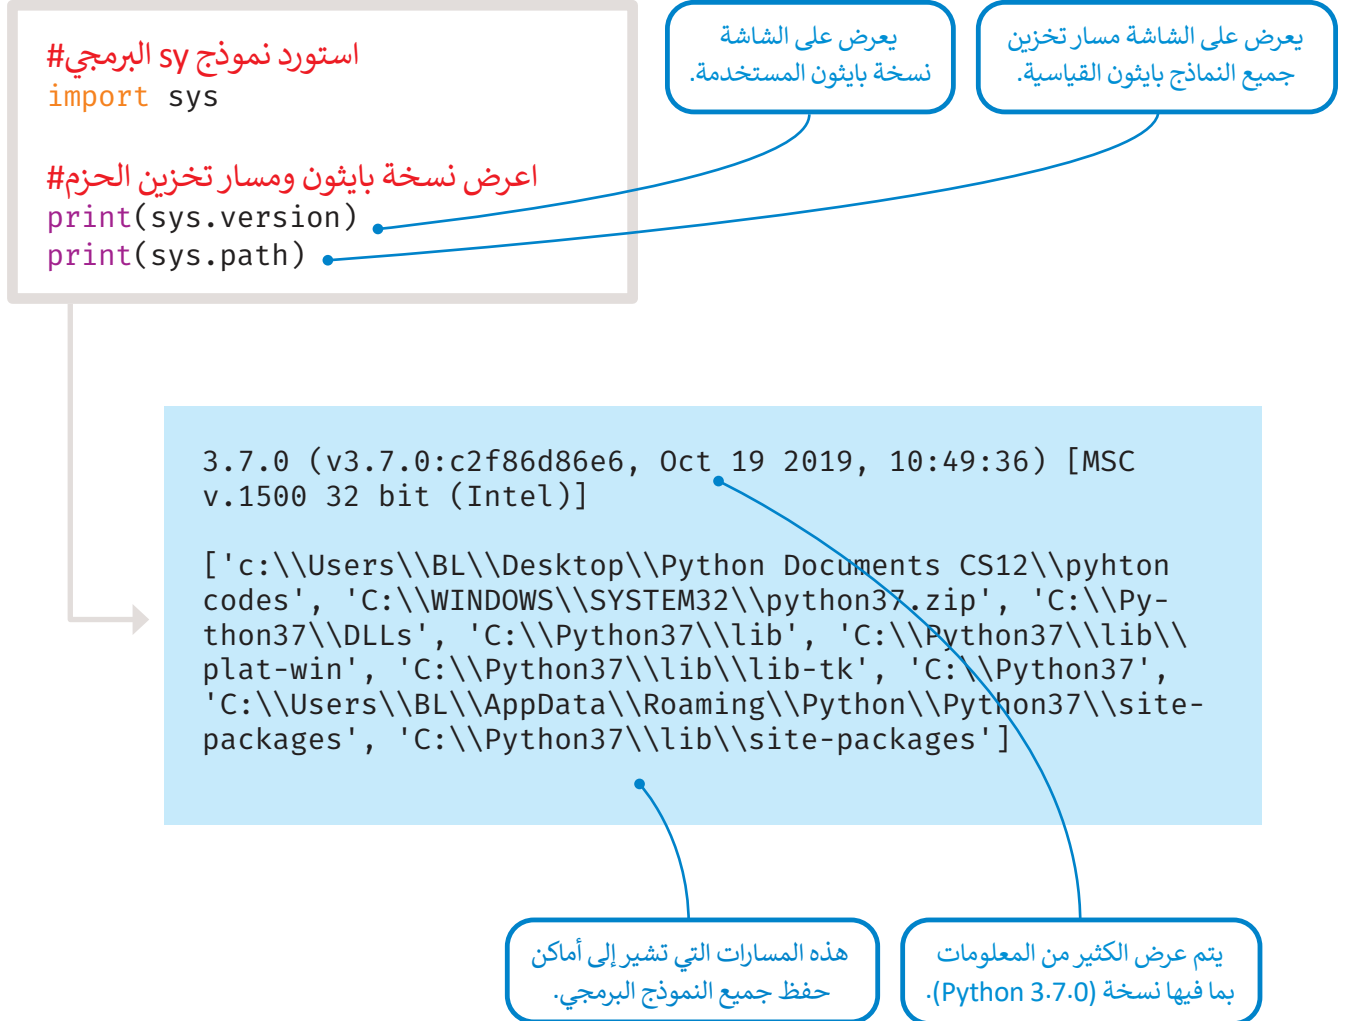 #استورد نموذج sy البرمجي
import sys
#اعرض نسخة بايثون ومسار تخزين الحزم
print(sys.version)
print(sys.path)
يعرض على الشاشة
نسخة بايثون المستخدمة.
يعرض على الشاشة مسار تخزين
جميع النماذج بايثون القياسية.
3.7.0 (v3.7.0:c2f86d86e6, Oct 19 2019, 10:49:36) [MSC
v.1500 32 bit (Intel)]
['c:\\Users\\BL\\Desktop\\Python Documents CS12\\pyhton
codes', 'C:\\WINDOWS\\SYSTEM32\\python37.zip', 'C:\\Py-
thon37\\DLLs', 'C:\\Python37\\lib', 'C:\\Python37\\lib\\
plat-win', 'C:\\Python37\\lib\\lib-tk', 'C:\\Python37',
'C:\\Users\\BL\\AppData\\Roaming\\Python\\Python37\\site-
packages', 'C:\\Python37\\lib\\site-packages']
هذه المسارات التي تشير إلى أماكن
حفظ جميع النموذج البرمجي.
يتم عرض الكثير من المعلومات
بما فيها نسخة (Python 3.7.0).